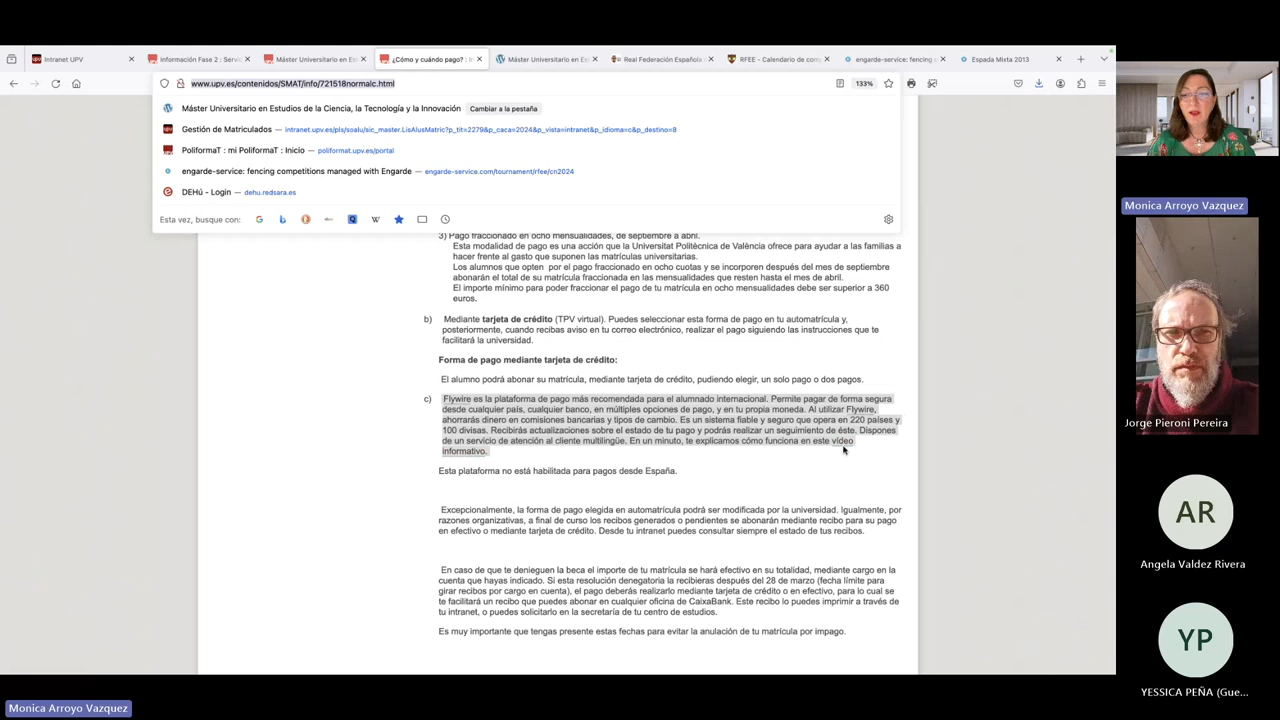 Intranet UPV
Información Fase 2 : Servi
Máster Universitario en Es
¿Cómo y cuándo pago? : 
Máster Universitario en Es
Real Federación Española d
RFEE - Calendario de comp
engarde-service: fencing c
Espada Mixta 2013
www.upv.es/contenidos/SMAT/info/721518normalc.html
133%
Máster Universitario en Estudios de la Ciencia, la Tecnología y la Innovación Cambiar a la pestaña
Gestión de Matriculados — intranet.upv.es/pls/soalu/sic_master.LisAlusMatric?p_tit=2279&p_caca=2024&p_vista=intranet&p_idioma=c&p_destino=8
PoliformaT : mi PoliformaT : Inicio — poliformat.upv.es/portal
engarde-service: fencing competitions managed with Engarde — engarde-service.com/tournament/rfee/cn2024
DEHú - Login — dehu.redsara.es
Esta vez, busque con:
3) Pago fraccionado en ocho mensualidades, de septiembre a abril.
Esta modalidad de pago es una acción que la Universitat Politècnica de València ofrece para ayudar a las familias a
hacer frente al gasto que suponen las matrículas universitarias.
Los alumnos que opten por el pago fraccionado en ocho cuotas y se incorporen después del mes de septiembre
abonarán el total de su matrícula fraccionada en las mensualidades que resten hasta el mes de abril.
El importe mínimo para poder fraccionar el pago de tu matrícula en ocho mensualidades debe ser superior a 360
euros.
b) Mediante tarjeta de crédito (TPV virtual). Puedes seleccionar esta forma de pago en tu automatrícula y,
posteriormente, cuando recibas aviso en tu correo electrónico, realizar el pago siguiendo las instrucciones que te
facilitará la universidad.
Forma de pago mediante tarjeta de crédito:
El alumno podrá abonar su matrícula, mediante tarjeta de crédito, pudiendo elegir, un solo pago o dos pagos.
c) Flywire es la plataforma de pago más recomendada para el alumnado internacional. Permite pagar de forma segura
desde cualquier país, cualquier banco, en múltiples opciones de pago, y en tu propia moneda. Al utilizar Flywire,
ahorrarás dinero en comisiones bancarias y tipos de cambio. Es un sistema fiable y seguro que opera en 220 países y
100 divisas. Recibirás actualizaciones sobre el estado de tu pago y podrás realizar un seguimiento de éste. Dispones
de un servicio de atención al cliente multilingüe. En un minuto, te explicamos cómo funciona en este vídeo
informativo.
Esta plataforma no está habilitada para pagos desde España.
Excepcionalmente, la forma de pago elegida en automatrícula podrá ser modificada por la universidad. Igualmente, por
razones organizativas, a final de curso los recibos generados o pendientes se abonarán mediante recibo para su pago
en efectivo o mediante tarjeta de crédito. Desde tu intranet puedes consultar siempre el estado de tus recibos.
En caso de que te denieguen la beca el importe de tu matrícula se hará efectivo en su totalidad, mediante cargo en la
cuenta que hayas indicado. Si esta resolución denegatoria la recibieras después del 28 de marzo (fecha límite para
girar recibos por cargo en cuenta), el pago deberás realizarlo mediante tarjeta de crédito o en efectivo, para lo cual se
te facilitará un recibo que puedes abonar en cualquier oficina de CaixaBank. Este recibo lo puedes imprimir a través de
tu intranet, o puedes solicitarlo en la secretaría de tu centro de estudios.
Es muy importante que tengas presente estas fechas para evitar la anulación de tu matrícula por impago.
Monica Arroyo Vazquez
Jorge Pieroni Pereira
AR
Angela Valdez Rivera
YP
YESSICA PEÑA (Gue...
Monica Arroyo Vazquez